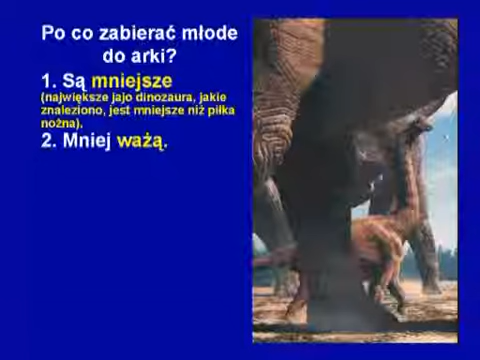 Po co zabierać młode
do arki?
1. Są mniejsze
(największe jajo dinozaura, jakie
znaleziono, jest mniejsze niż piłka
nożna).
2. Mniej ważą.